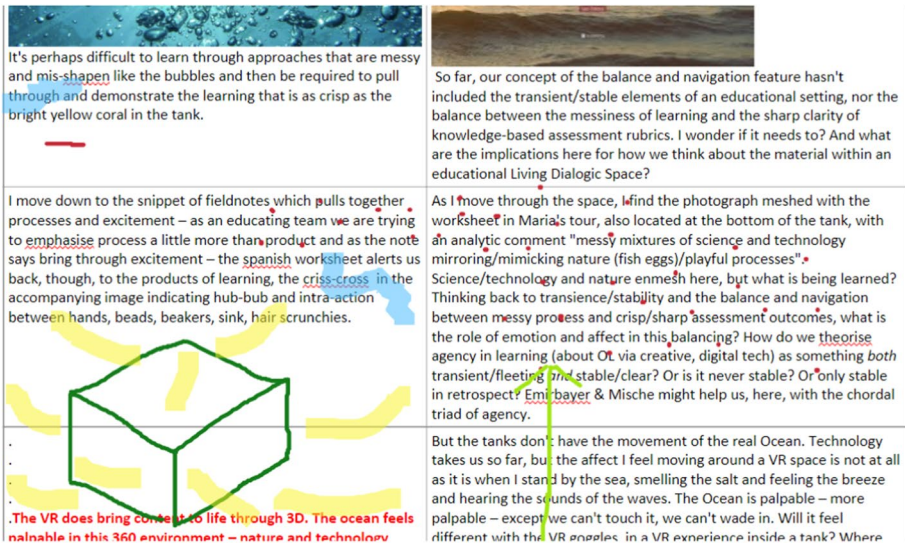 It's perhaps difficult to learn through approaches that are messy
and mis-shapen like the bubbles and then be required to pull
through and demonstrate the learning that is as crisp as the
bright yellow coral in the tank.
So far, our concept of the balance and navigation feature hasn't
included the transient/stable elements of an educational setting, nor the
balance between the messiness of learning and the sharp clarity of
knowledge-based assessment rubrics. I wonder if it needs to? And what
are the implications here for how we think about the material within an
educational Living Dialogic Space?
I move down to the snippet of fieldnotes which pulls together
processes and excitement – as an educating team we are trying
to emphasise process a little more than product and as the note
says bring through excitement – the spanish worksheet alerts us
back, though, to the products of learning, the criss-cross in the
accompanying image indicating hub-bub and intra-action
between hands, beads, beakers, sink, hair scrunchies.
As I move through the space, I find the photograph meshed with the
worksheet in Maria's tour, also located at the bottom of the tank, with
an analytic comment "messy mixtures of science and technology
mirroring/mimicking nature (fish eggs)/playful processes".
Science/technology and nature enmesh here, but what is being learned?
Thinking back to transience/stability and the balance and navigation
between messy process and crisp/sharp assessment outcomes, what
is the role of emotion and affect in this balancing? How do we theorise
agency in learning (about OL via creative, digital tech) as something both
transient/fleeting and stable/clear? Or is it never stable? Or only stable
in retrospect? Emirbayer & Mische might help us, here, with the chordal
triad of agency.
.
.
.
.
.The VR does bring content to life through 3D. The ocean feels
palpable in this 360 environment – nature and technology
But the tanks don't have the movement of the real Ocean. Technology
takes us so far, but the affect I feel moving around a VR space is not at all
as it is when I stand by the sea, smelling the salt and feeling the breeze
and hearing the sounds of the waves. The Ocean is palpable – more
palpable – except we can't touch it, we can't wade in. Will it feel
different with the VR goggles, in a VR experience inside a tank? Where